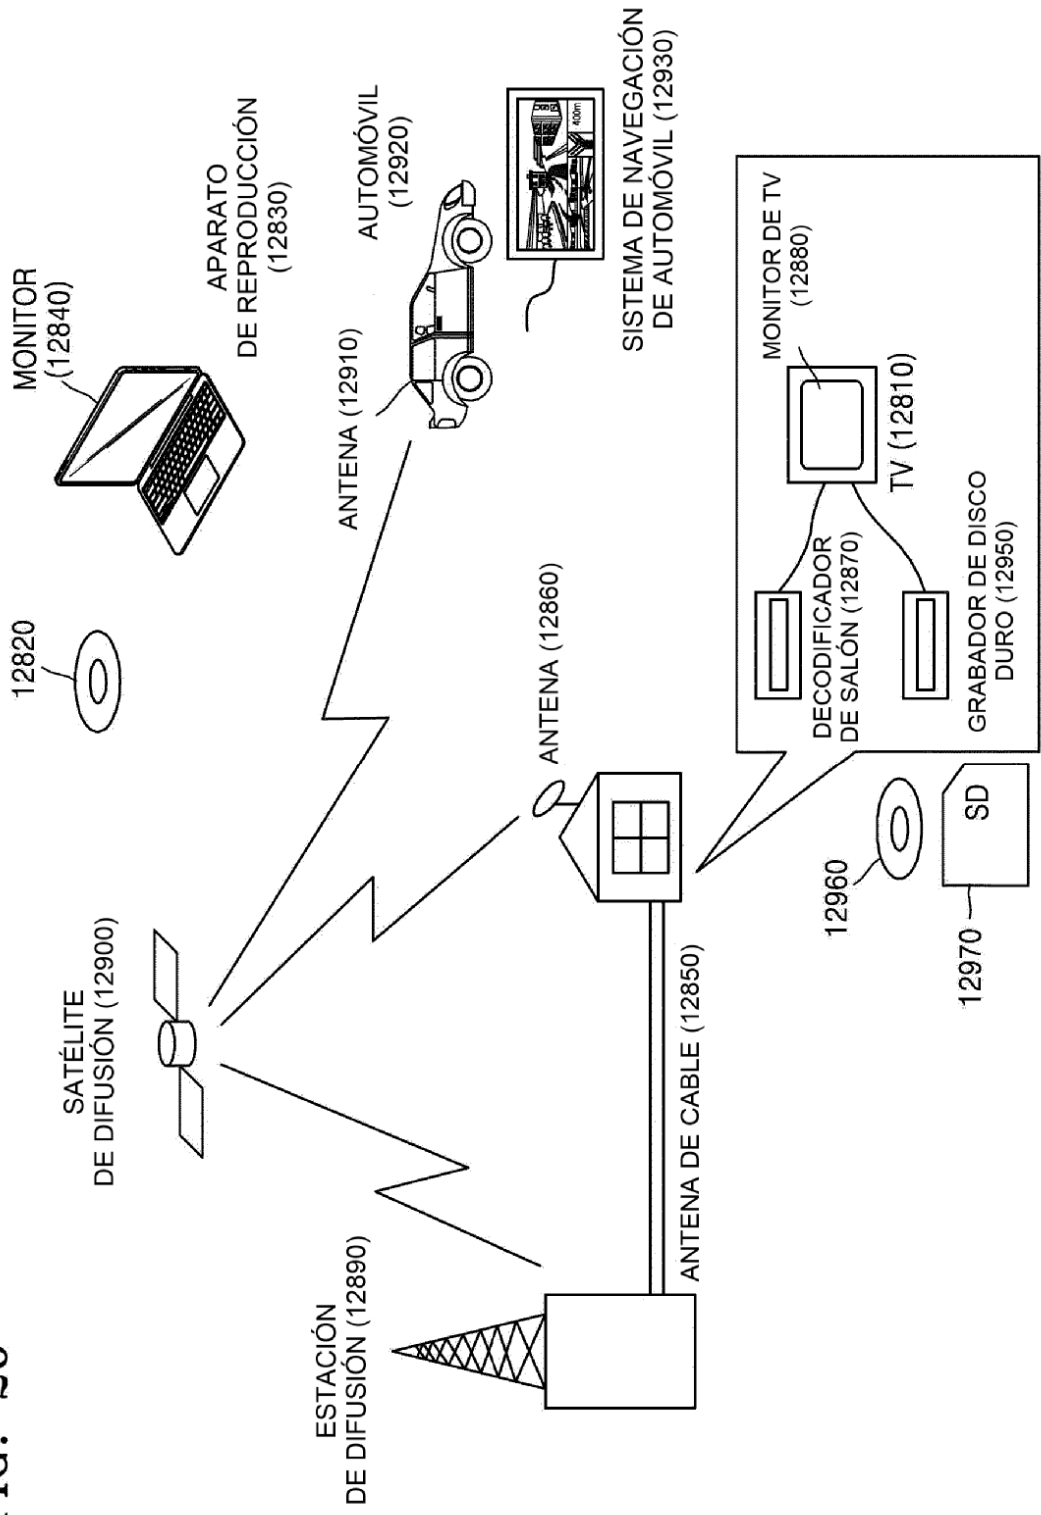 SATÉLITE
DE DIFUSIÓN (12900)
12820
MONITOR
(12840)
APARATO
DE REPRODUCCIÓN
(12830)
ESTACIÓN
DE DIFUSIÓN (12890)
ANTENA (12910)
AUTOMÓVIL
(12920)
400m
SISTEMA DE NAVEGACIÓN
DE AUTOMÓVIL (12930)
ANTENA (12860)
ANTENA DE CABLE (12850)
MONITOR DE TV
(12880)
DECODIFICADOR
DE SALÓN (12870)
TV (12810)
GRABADOR DE DISCO
DURO (12950)
12960
SD
12970